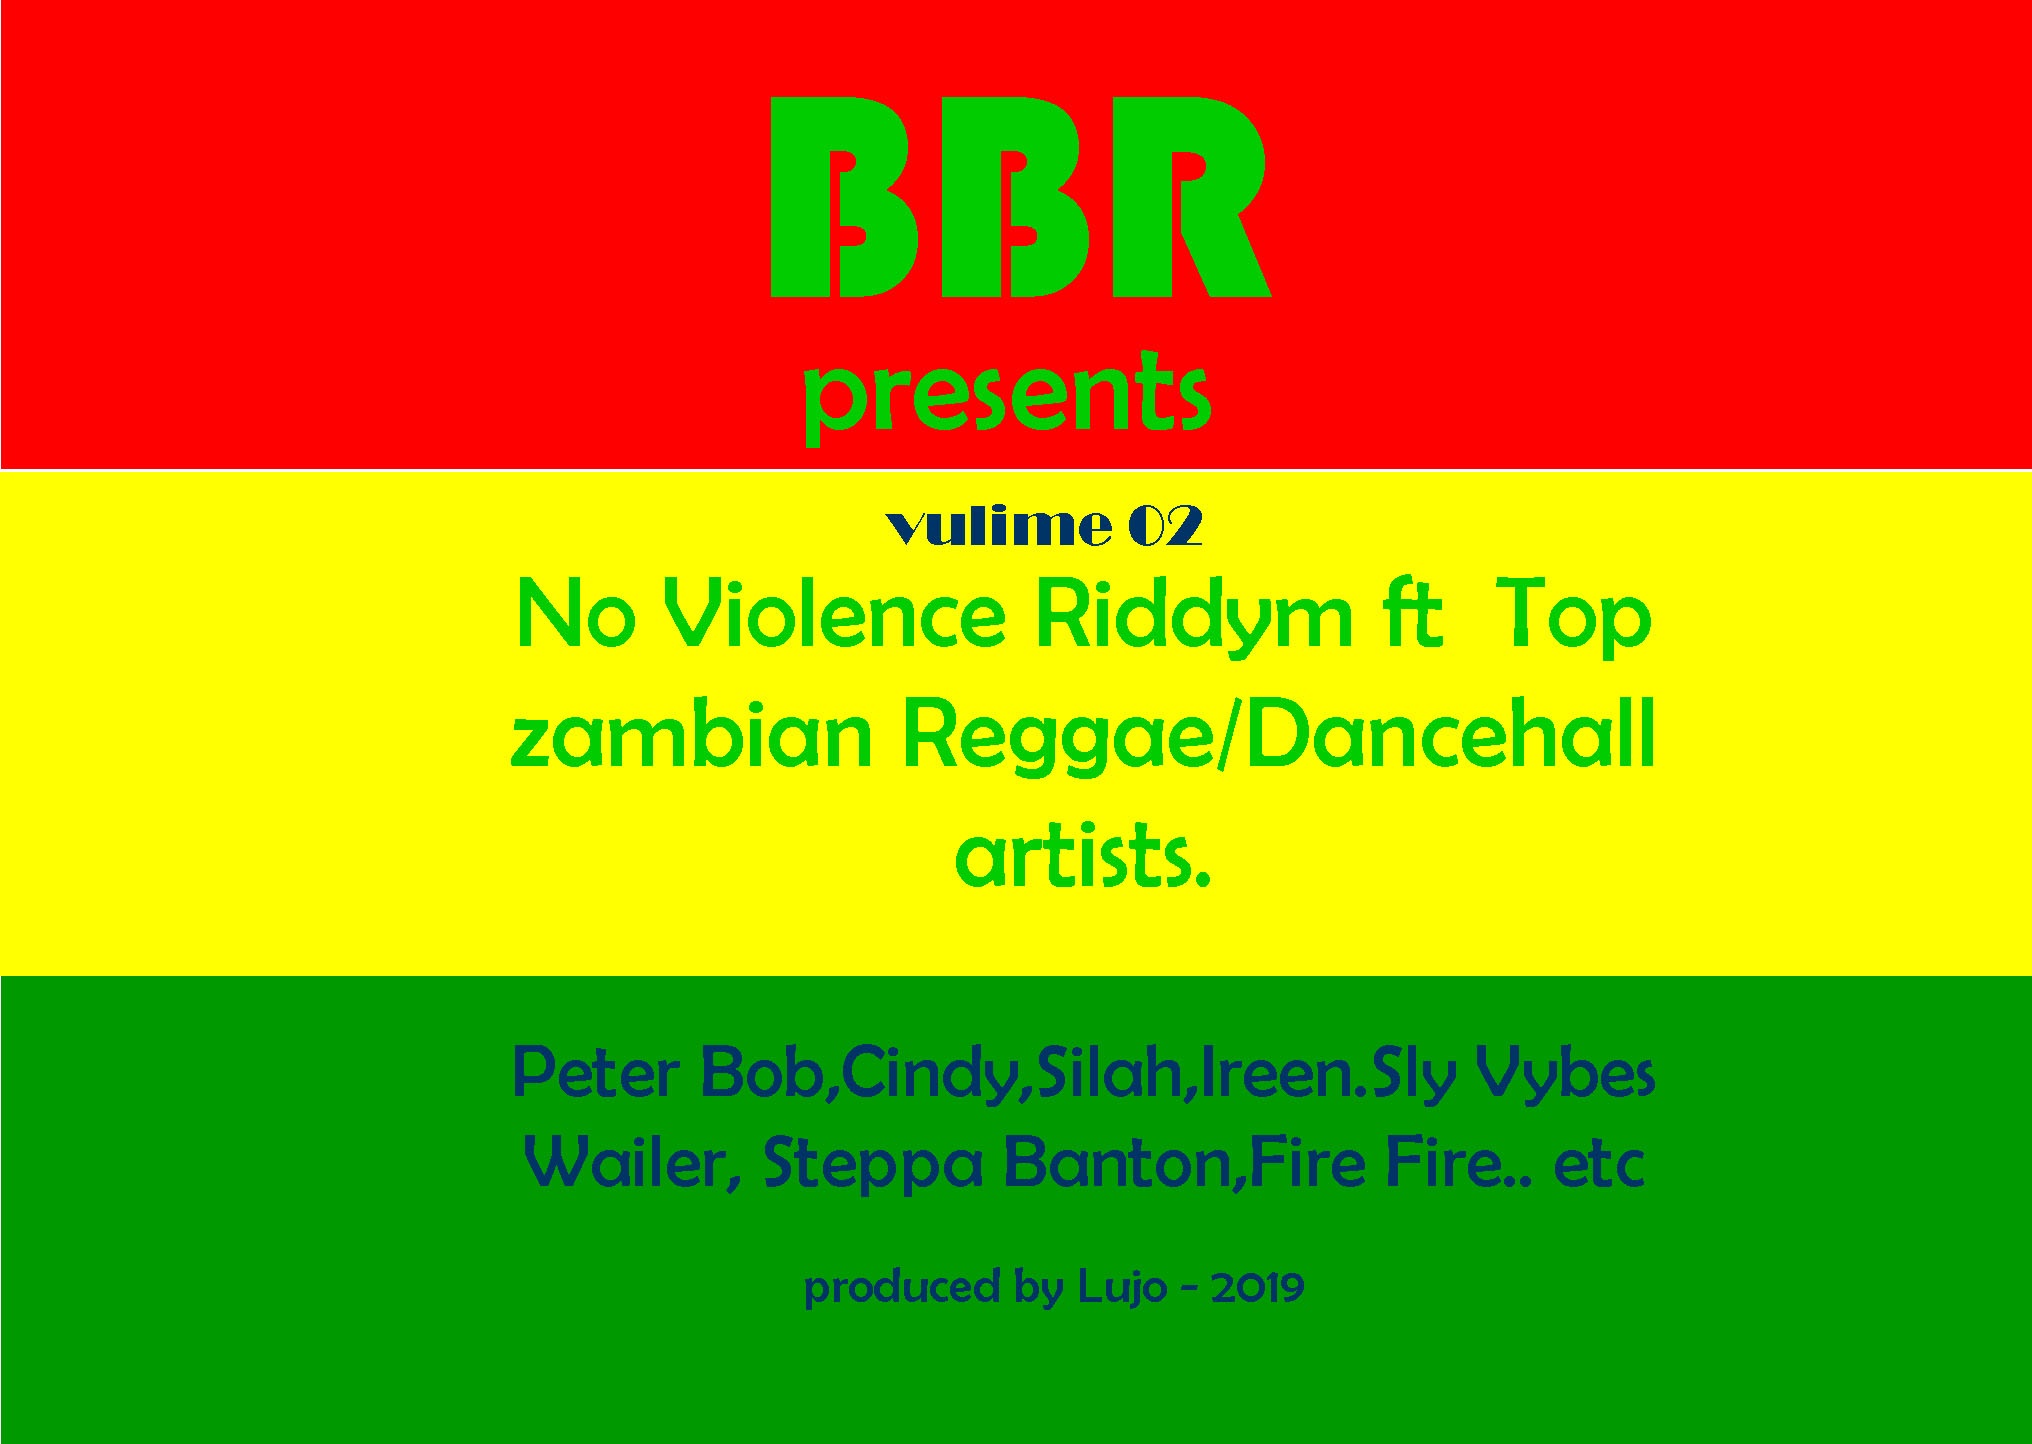 BBR
presents
vulime 02
No Violence Riddym ft  Top
zambian Reggae/Dancehall
artists.
Peter Bob,Cindy,Silah,Ireen.Sly Vybes
Wailer, Steppa Banton,Fire Fire.. etc
produced by Lujo - 2019